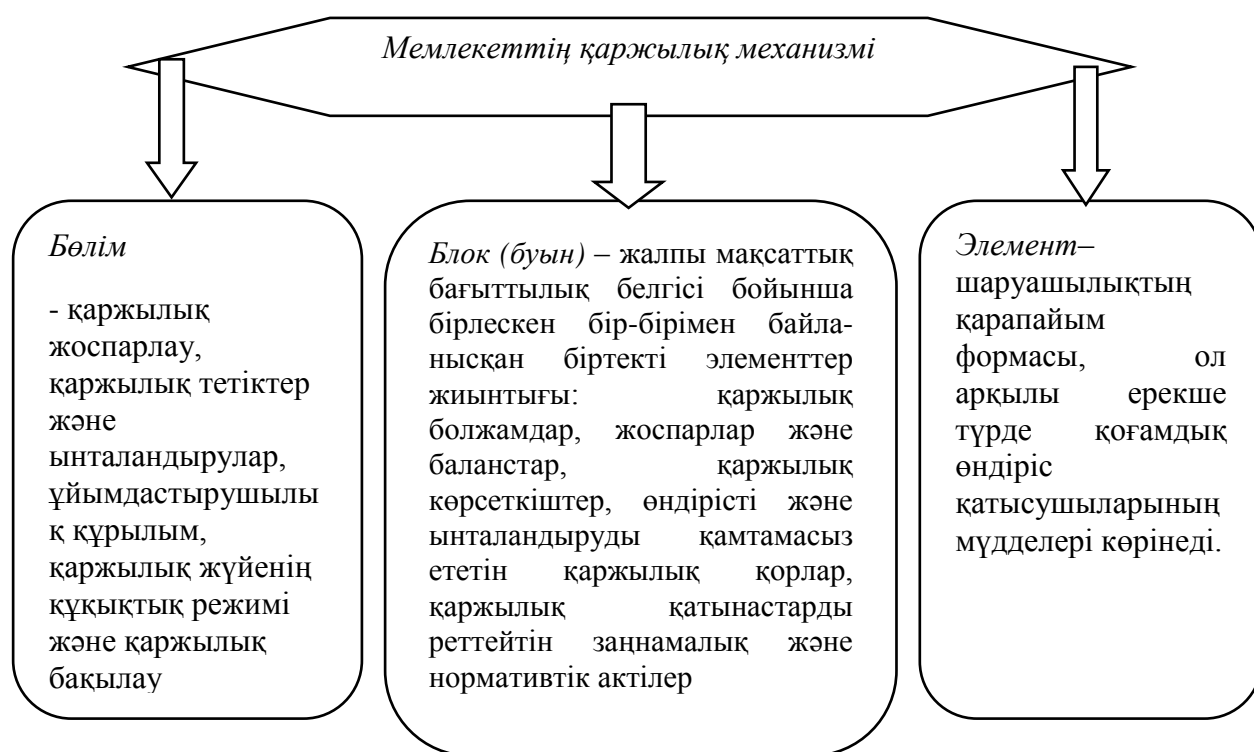 Мемлекеттің қаржылық механизмі
Бөлім
- қаржылық
жоспарлау,
қаржылық тетіктер
және
ынталандырулар,
ұйымдастырушылы
қ құрылым,
қаржылық жүйенің
құқықтық режимі
және қаржылық
бақылау
Блок (буын) – жалпы мақсаттық
бағыттылық белгісі бойынша
бірлескен бір-бірімен байла-
нысқан біртекті элементтер
жиынтығы: қаржылық
болжамдар, жоспарлар және
баланстар, қаржылық
көрсеткіштер, өндірісті және
ынталандыруды қамтамасыз
ететін қаржылық қорлар,
қаржылық қатынастарды
реттейтін заңнамалық және
нормативтік актілер
Элемент–
шаруашылықтың
қарапайым
формасы, ол
арқылы ерекше
түрде қоғамдық
өндіріс
қатысушыларының
мүдделері көрінеді.